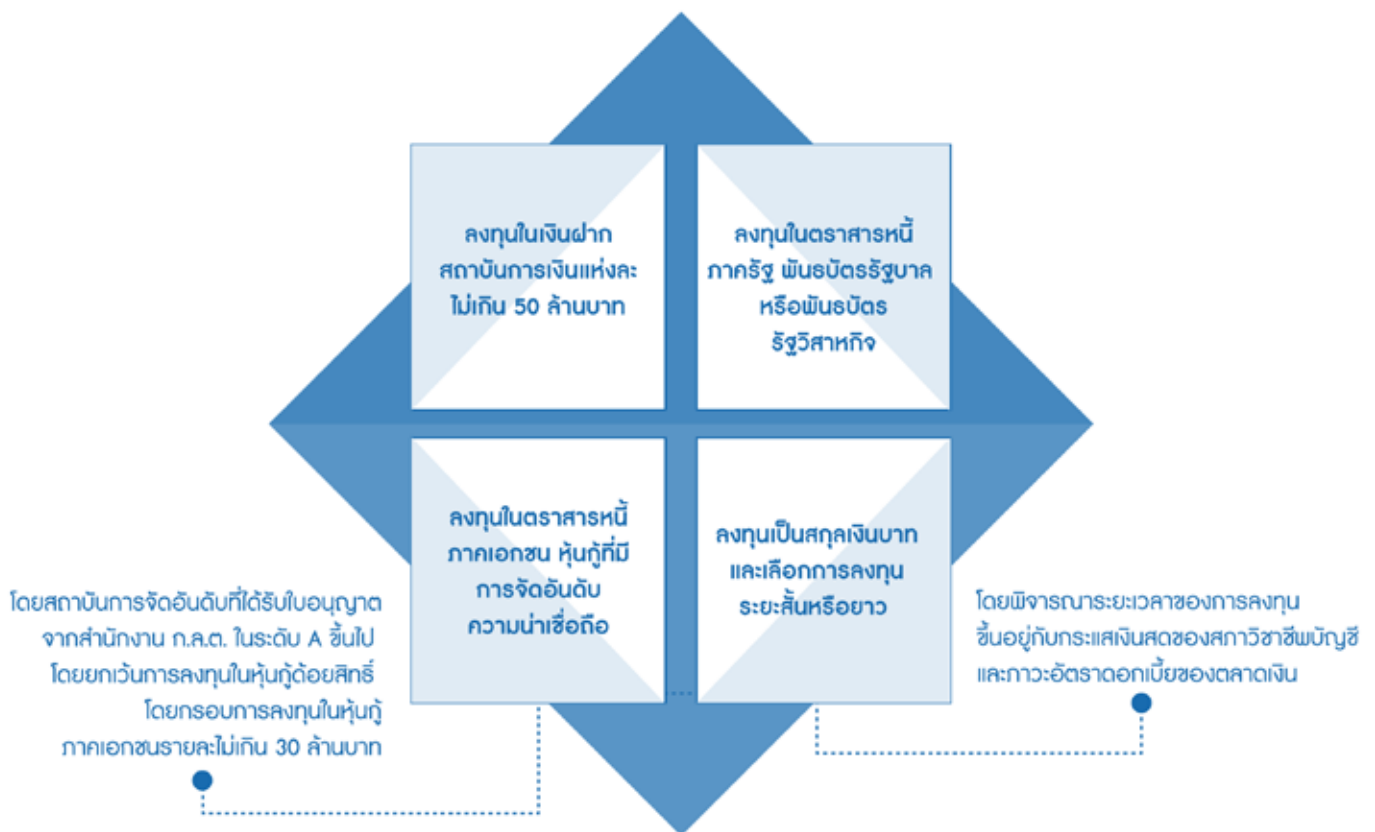 ลงทุนในเงินฝาก
สถาบันการเงินแห่งละ
ไม่เกิน 50 ล้านบาท
ลงทุนในตราสารหนี้
ภาครัฐ พันธบัตรรัฐบาล
หรือพันธบัตร
รัฐวิสาหกิจ
ลงทุนในตราสารหนี้
ภาคเอกชน หุ้นกู้ที่มี
การจัดอันดับ
ความน่าเชื่อถือ
ลงทุนเป็นสกุลเงินบาท
และเลือกการลงทุน
ระยะสั้นหรือยาว
โดยสถาบันการจัดอันดับที่ได้รับใบอนุญาต
จากสำนักงาน ก.ล.ต. ในระดับ A ขึ้นไป
โดยยกเว้นการลงทุนในหุ้นกู้ด้อยสิทธิ์
โดยกรอบการลงทุนในหุ้นกู้
ภาคเอกชนรายละไม่เกิน 30 ล้านบาท
โดยพิจารณาระยะเวลาของการลงทุน
ขึ้นอยู่กับกระแสเงินสดของสภาวิชาชีพบัญชี
และภาวะอัตราดอกเบี้ยของตลาดเงิน